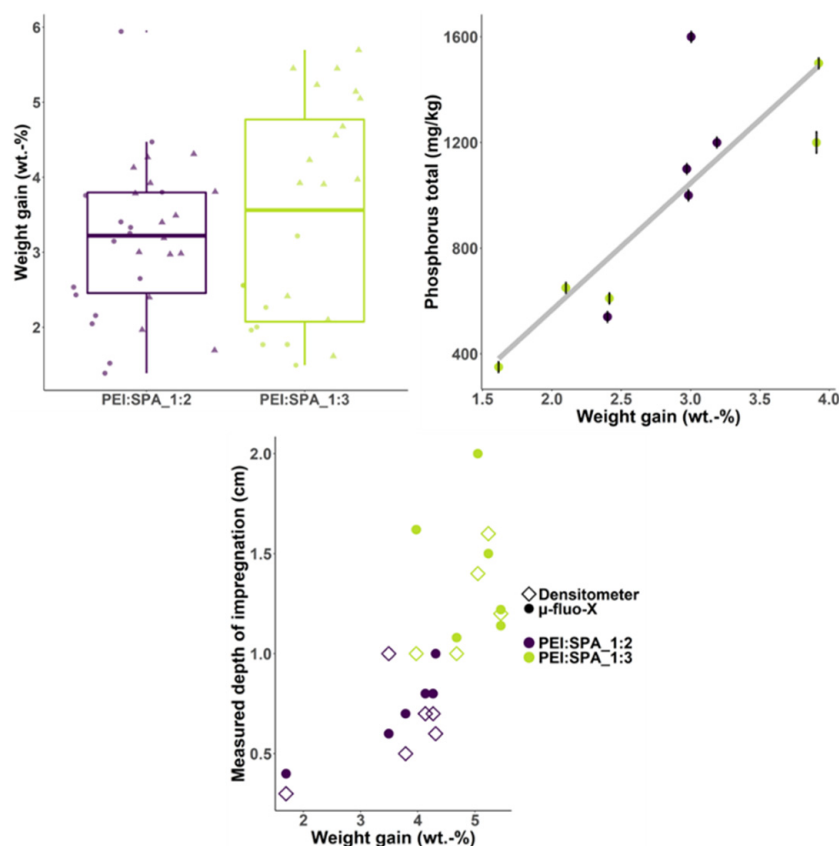 Weight gain (wt.-%)
6
5
4
3
2
PEI:SPA_1:2 PEI:SPA_1:3
Phosphorus total (mg/kg)
1600
1200
800
400
1.5 2.0 2.5 3.0 3.5 4.0
Weight gain (wt.-%)
Measured depth of impregnation (cm)
2.0
1.5
1.0
0.5
2 3 4 5
Weight gain (wt.-%)
Densitometer
μ-fluo-X
PEI:SPA_1:2
PEI:SPA_1:3